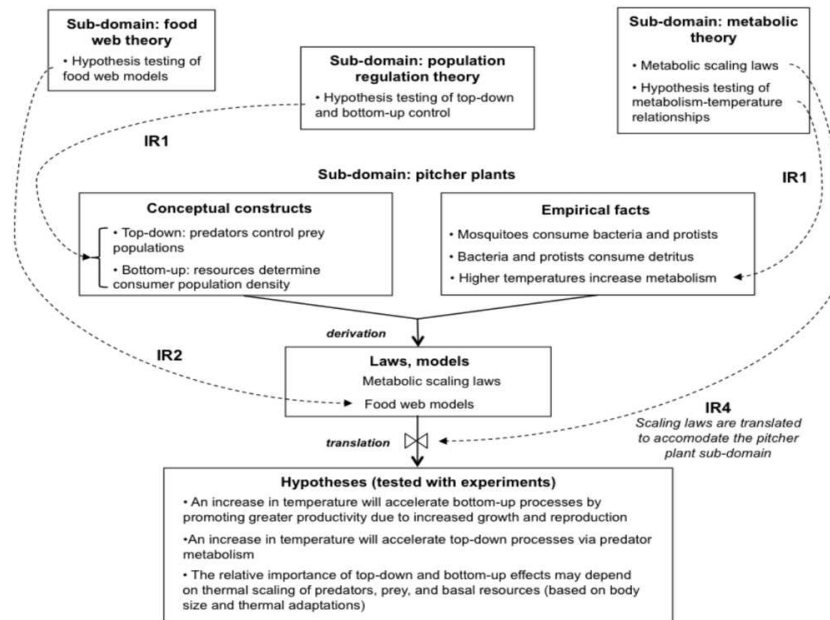 Sub-domain: food
web theory
• Hypothesis testing of
food web models
Sub-domain: population
regulation theory
• Hypothesis testing of top-down
and bottom-up control
Sub-domain: metabolic
theory
• Metabolic scaling laws
• Hypothesis testing of
metabolism-temperature
relationships
IR1
IR1
Sub-domain: pitcher plants
Conceptual constructs
• Top-down: predators control prey
populations
• Bottom-up: resources determine
consumer population density
Empirical facts
• Mosquitoes consume bacteria and protists
• Bacteria and protists consume detritus
• Higher temperatures increase metabolism
derivation
IR2
Laws, models
Metabolic scaling laws
Food web models
IR4
Scaling laws are translated
to accomodate the pitcher
plant sub-domain
translation
Hypotheses (tested with experiments)
• An increase in temperature will accelerate bottom-up processes by
promoting greater productivity due to increased growth and reproduction
•An increase in temperature will accelerate top-down processes via predator
metabolism
• The relative importance of top-down and bottom-up effects may depend
on thermal scaling of predators, prey, and basal resources (based on body
size and thermal adaptations)